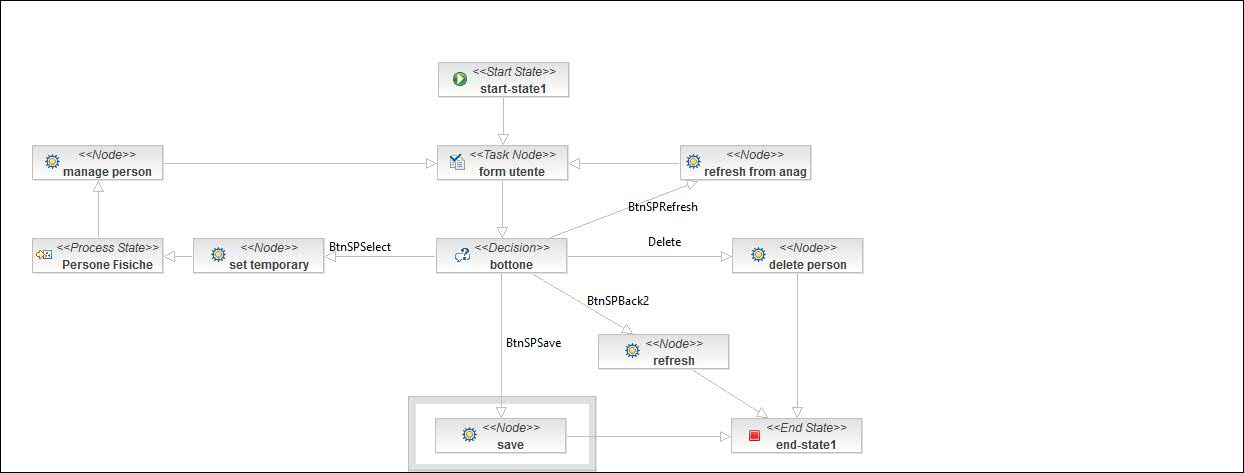 <<Start State>>
start-state1
<<Node>>
manage person
<<Task Node>>
form utente
<<Node>>
refresh from anag
BtnSPRefresh
<<Process State>>
Persone Fisiche
<<Node>>
set temporary
BtnSPSelect
<<Decision>>
bottone
Delete
<<Node>>
delete person
BtnSPBack2
BtnSPSave
<<Node>>
refresh
<<Node>>
save
<<End State>>
end-state1